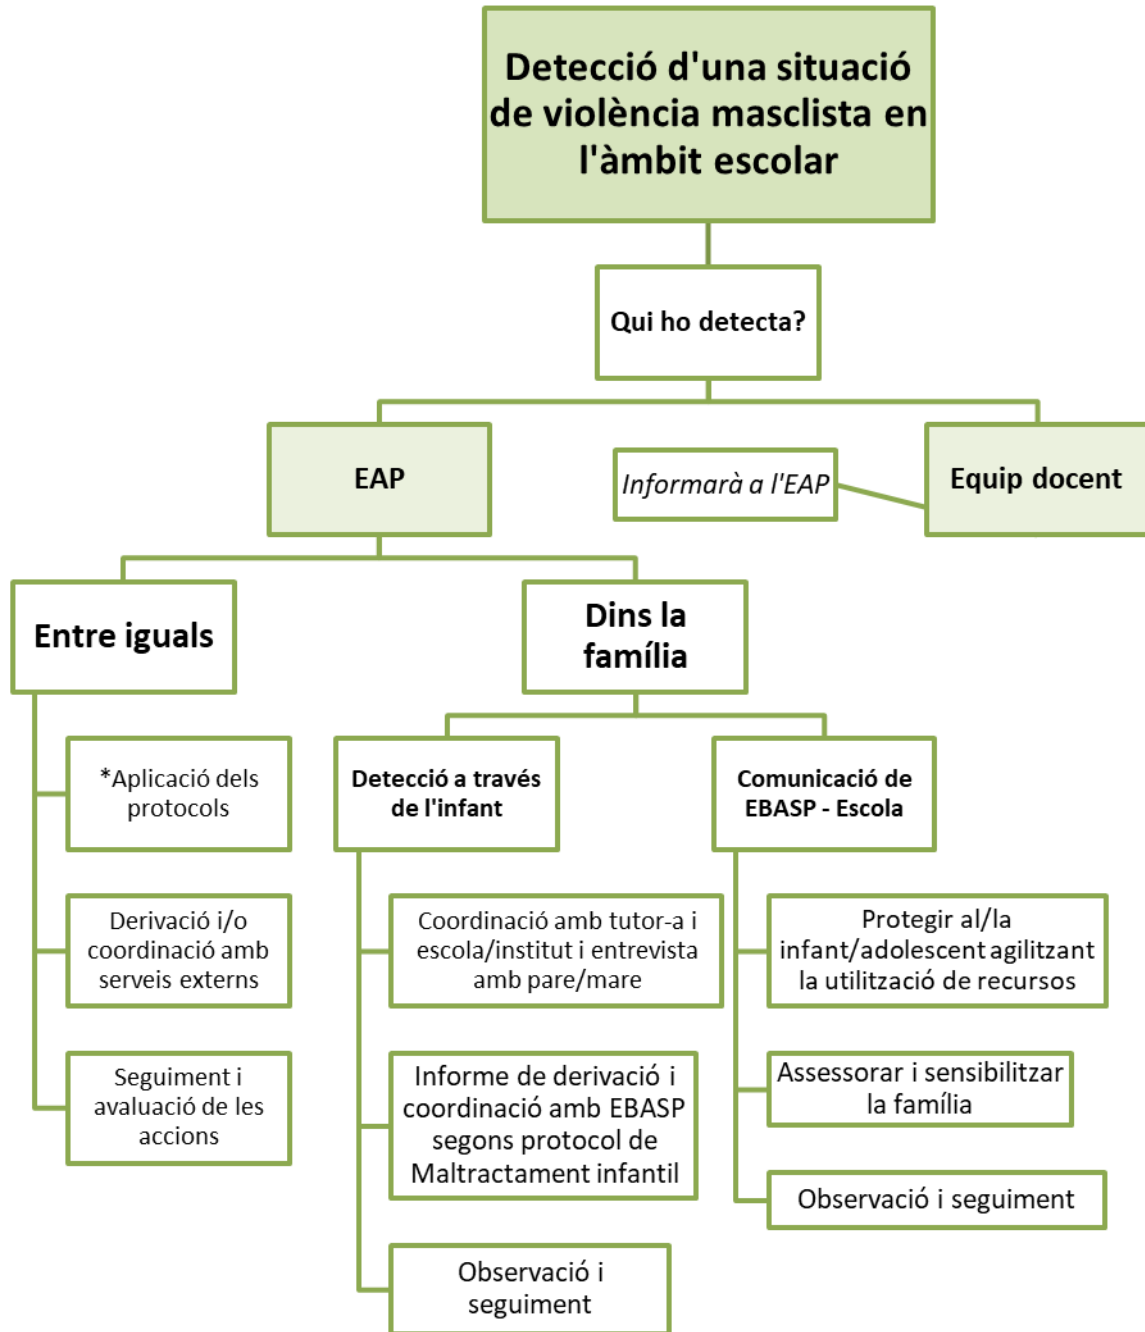 Detecció d'una situació
de violència masclista en
l'àmbit escolar
Qui ho detecta?
EAP
Informarà a l'EAP
Equip docent
Entre iguals
Dins la
família
*Aplicació dels
protocols
Derivació i/o
coordinació amb
serveis externs
Seguiment i
avaluació de les
accions
Detecció a través
de l'infant
Coordinació amb tutor-a i
escola/institut i entrevista
amb pare/mare
Informe de derivació i
coordinació amb EBASP
segons protocol de
Maltractament infantil
Observació i
seguiment
Comunicació de
EBASP - Escola
Protegir al/la
infant/adolescent agilitzant
la utilització de recursos
Assessorar i sensibilitzar
la família
Observació i seguiment